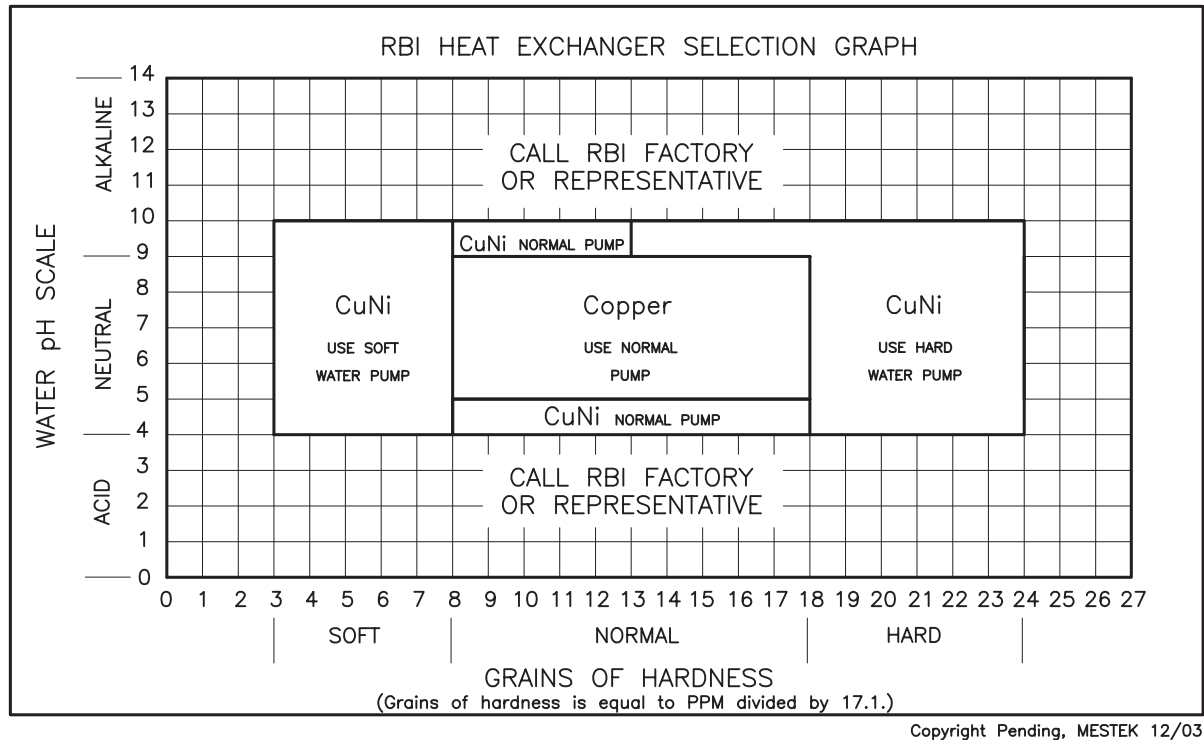 RBI HEAT EXCHANGER SELECTION GRAPH
WATER pH SCALE
ALKALINE
NEUTRAL
ACID
14
13
12
11
10
9
8
7
6
5
4
3
2
1
0
CALL RBI FACTORY
OR REPRESENTATIVE
CuNi NORMAL PUMP
CuNi
USE SOFT
WATER PUMP
Copper
USE NORMAL
PUMP
CuNi
USE HARD
WATER PUMP
CuNi NORMAL PUMP
CALL RBI FACTORY
OR REPRESENTATIVE
0 1 2 3 4 5 6 7 8 9 10 11 12 13 14 15 16 17 18 19 20 21 22 23 24 25 26 27
SOFT NORMAL HARD
GRAINS OF HARDNESS
(Grains of hardness is equal to PPM divided by 17.1.)
Copyright Pending, MESTEK 12/03